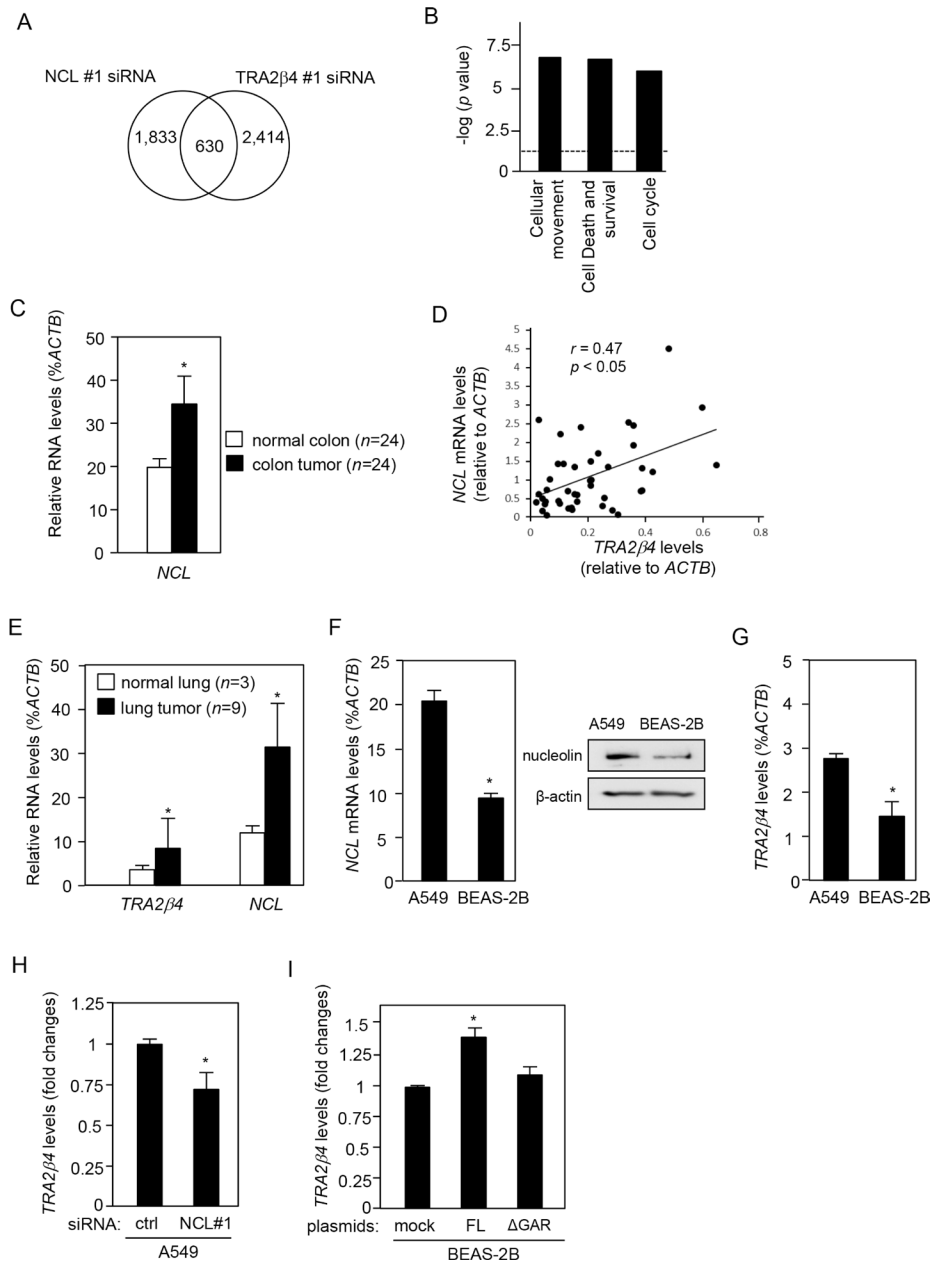 A
NCL #1 siRNA
TRA2β4 #1 siRNA
1,833
630
2,414
B
-log (p value)
7.5
5
2.5
0
Cellular
movement
Cell Death and
survival
Cell cycle
C
Relative RNA levels (%ACTB)
50
40
30
20
10
0
*
NCL
normal colon (n=24)
colon tumor (n=24)
D
NCL mRNA levels
(relative to ACTB)
5
4.5
4
3.5
3
2.5
2
1.5
1
0.5
0
r = 0.47
p < 0.05
0 0.2 0.4 0.6 0.8
TRA2β4 levels
(relative to ACTB)
E
Relative RNA levels (%ACTB)
50
40
30
20
10
0
normal lung (n=3)
lung tumor (n=9)
*
*
TRA2β4 NCL
F
NCL mRNA levels (%ACTB)
25
20
15
10
5
0
*
A549 BEAS-2B
A549 BEAS-2B
nucleolin
β-actin
G
TRA2β4 levels (%ACTB)
5
4
3
2
1
0
*
A549 BEAS-2B
H
TRA2β4 levels (fold changes)
1.25
1
0.75
0.5
0.25
0
*
siRNA: ctrl NCL#1
A549
I
TRA2β4 levels (fold changes)
1.5
1.25
1
0.75
0.5
0.25
0
*
plasmids: mock FL ΔGAR
BEAS-2B